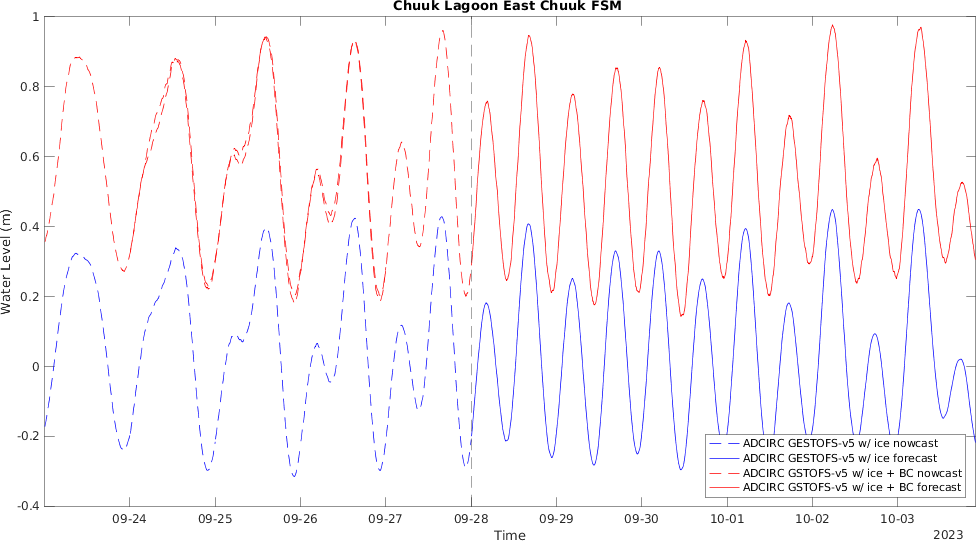 Chuuk Lagoon East Chuuk FSM
1
0.8
0.6
0.4
0.2
0
-0.2
-0.4
Water Level (m)
09-24 09-25 09-26 09-27 09-28 09-29 09-30 10-01 10-02 10-03
Time
2023
ADCIRC GESTOFS-v5 w/ ice nowcast
ADCIRC GESTOFS-v5 w/ ice forecast
ADCIRC GSTOFS-v5 w/ ice + BC nowcast
ADCIRC GSTOFS-v5 w/ ice + BC forecast